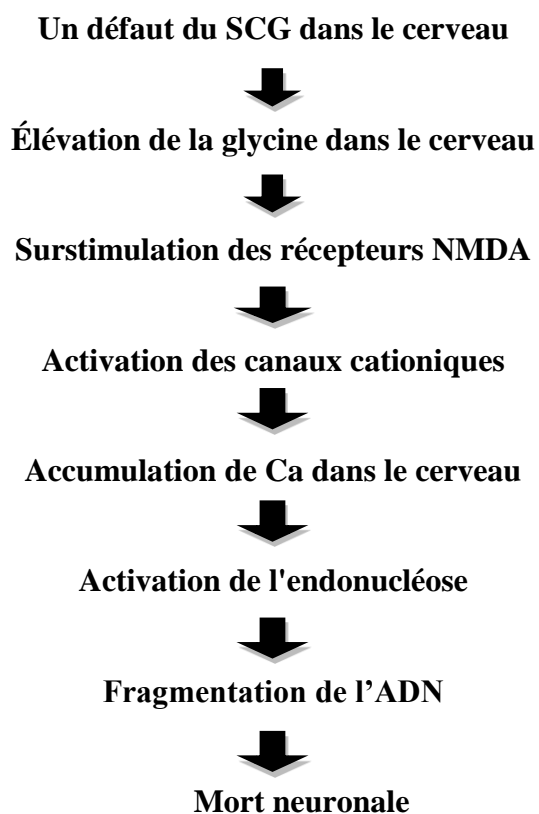 Un défaut du SCG dans le cerveau
Élévation de la glycine dans le cerveau
Surstimulation des récepteurs NMDA
Activation des canaux cationiques
Accumulation de Ca dans le cerveau
Activation de l'endonucléose
Fragmentation de l’ADN
Mort neuronale